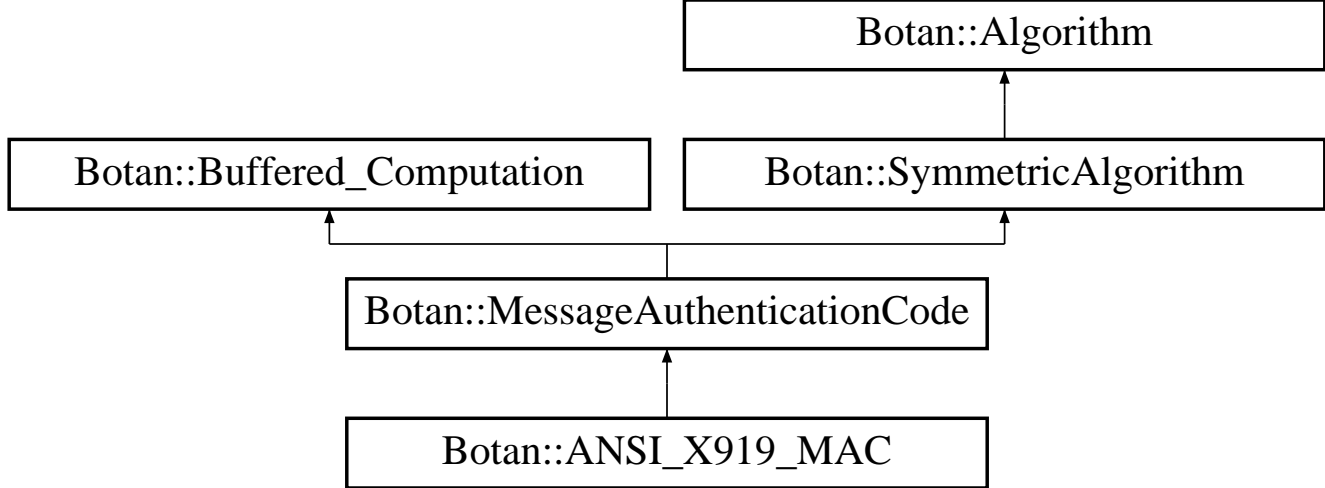 Botan::Algorithm
Botan::Buffered_Computation
Botan::SymmetricAlgorithm
Botan::MessageAuthenticationCode
Botan::ANSI_X919_MAC